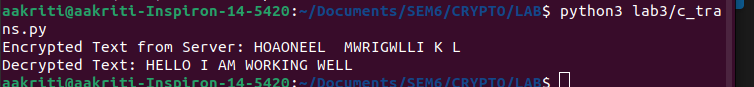 aakriti@aakriti-Inspiron-14-5420:~/Documents/SEM6/CRYPTO/LAB$ python3 lab3/c_tra
ns.py
Encrypted Text from Server: HOAONEEL  MWRIGWLLI K L
Decrypted Text: HELLO I AM WORKING WELL
aakriti@aakriti-Inspiron-14-5420:~/Documents/SEM6/CRYPTO/LAB$